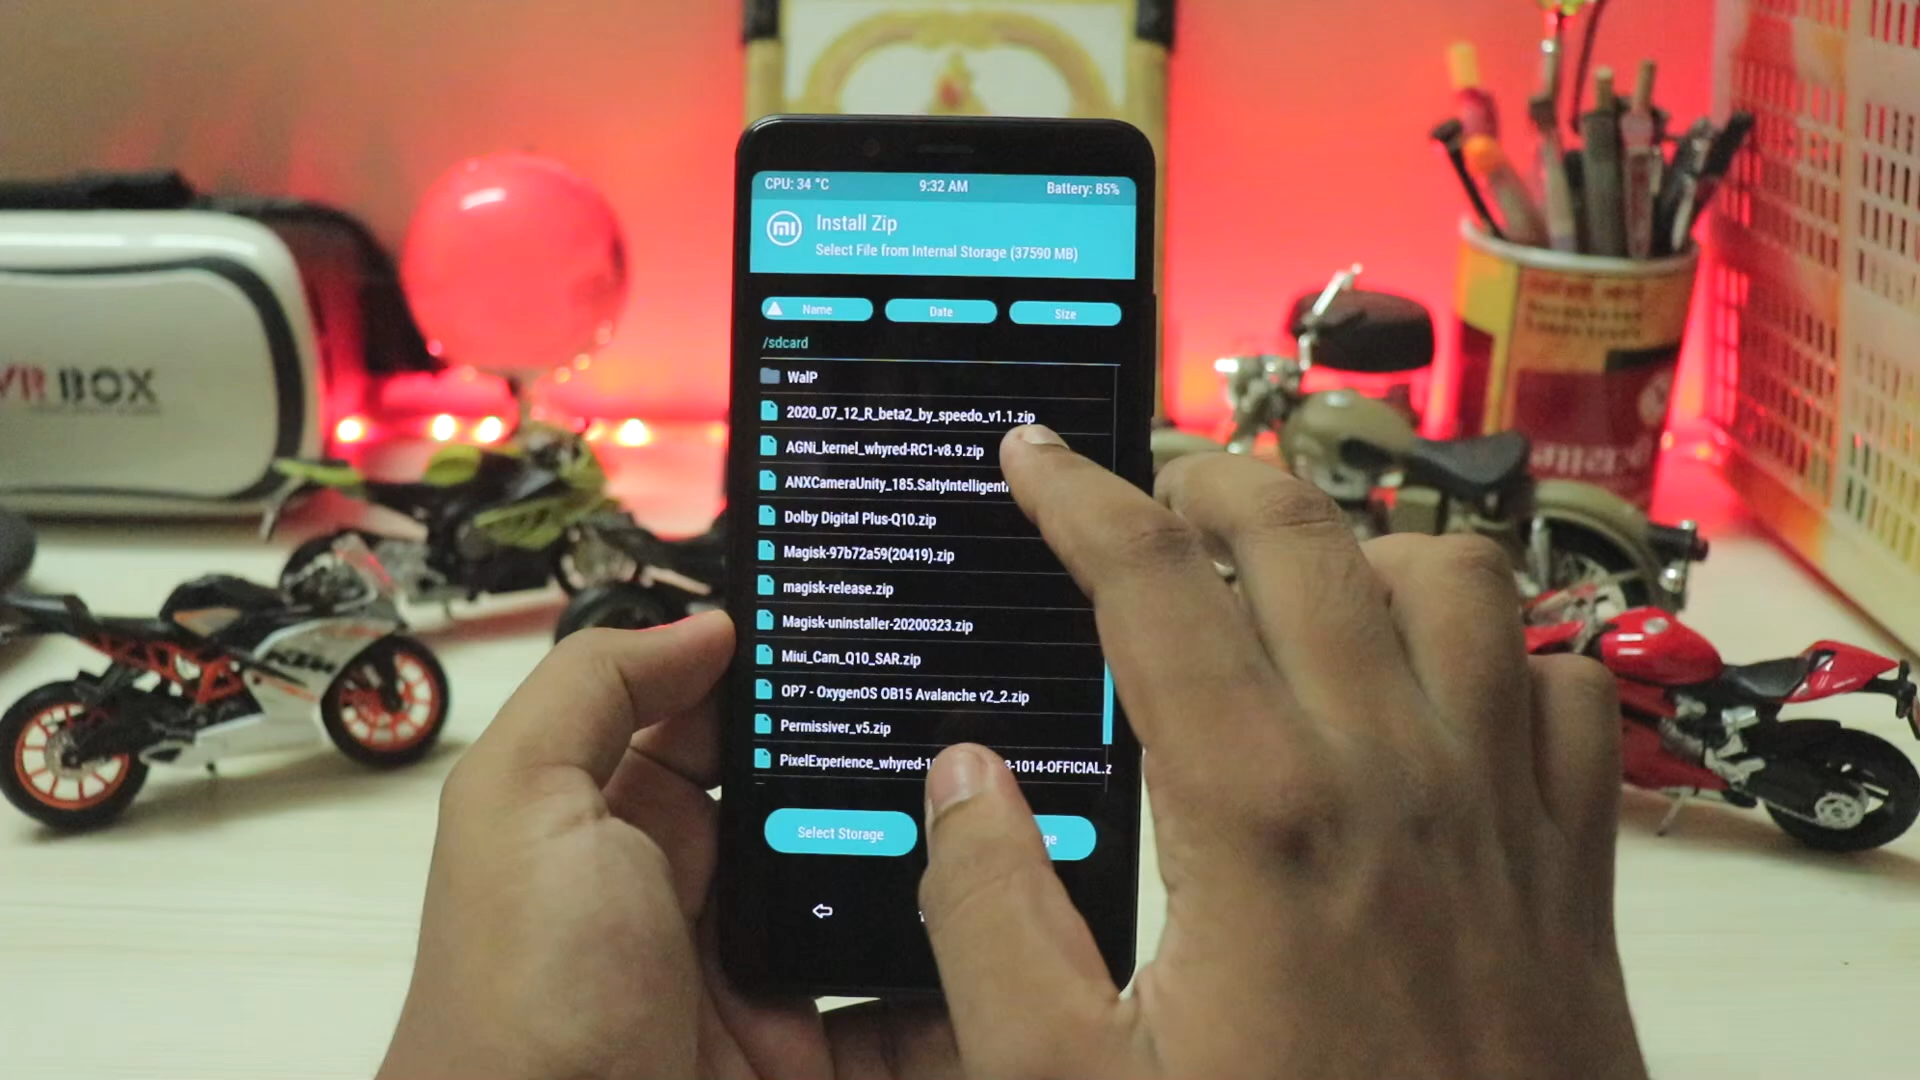 CPU: 34 °C 9:32 AM Battery: 85%
mi Install Zip
Select File from Internal Storage (37590 MB)
Name Date Size
/sdcard
WalP
2020_07_12_R_beta2_by_speedo_v1.1.zip
AGNi_kernel_whyred-RC1-v8.9.zip
ANXCameraUnity_185.SaltyIntelligent
Dolby Digital Plus-Q10.zip
Magisk-97b72a59(20419).zip
magisk-release.zip
Magisk-uninstaller-20200323.zip
Miui_Cam_Q10_SAR.zip
OP7 - OxygenOS OB15 Avalanche v2_2.zip
Permissiver_v5.zip
PixelExperience_whyred-1 -1014-OFFICIAL.z
Select Storage ge
VR BOX
KTM